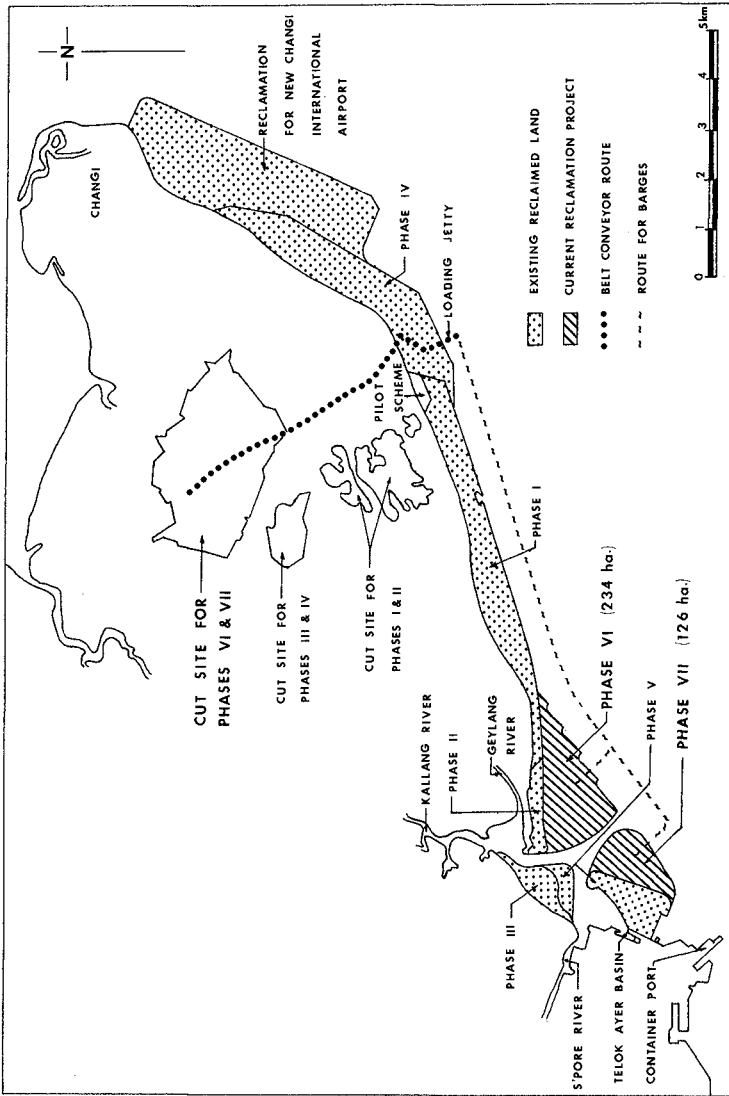 N
CHANGI
RECLAMATION
FOR NEW CHANGI
INTERNATIONAL
AIRPORT
PHASE IV
LOADING JETTY
PILOT
SCHEME
CUT SITE FOR
PHASES VI & VII
CUT SITE FOR
PHASES III & IV
CUT SITE FOR
PHASES I & II
PHASE I
KALLANG RIVER
PHASE II
GEYLANG
RIVER
PHASE VI (234 ha.)
PHASE V
PHASE VII (126 ha.)
PHASE III
S'PORE RIVER
TELOK AYER BASIN
CONTAINER PORT
EXISTING RECLAIMED LAND
CURRENT RECLAMATION PROJECT
BELT CONVEYOR ROUTE
ROUTE FOR BARGES
0 1 2 3 4 5km